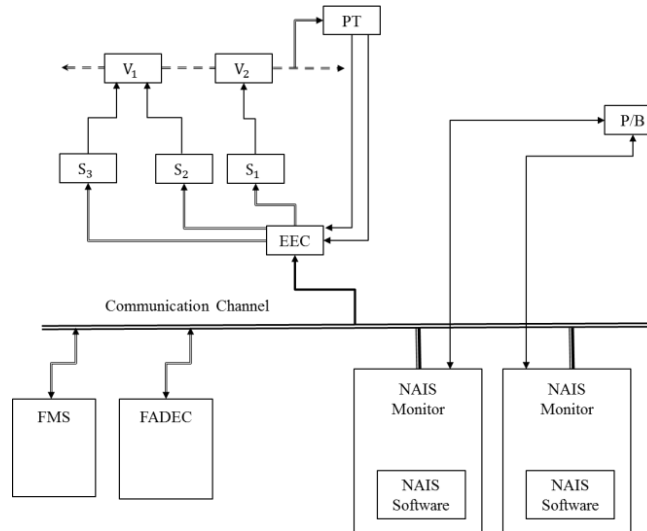 PT
V₁
V₂
P/B
S₃
S₂
S₁
EEC
Communication Channel
FMS
FADEC
NAIS
Monitor
NAIS
Monitor
NAIS
Software
NAIS
Software